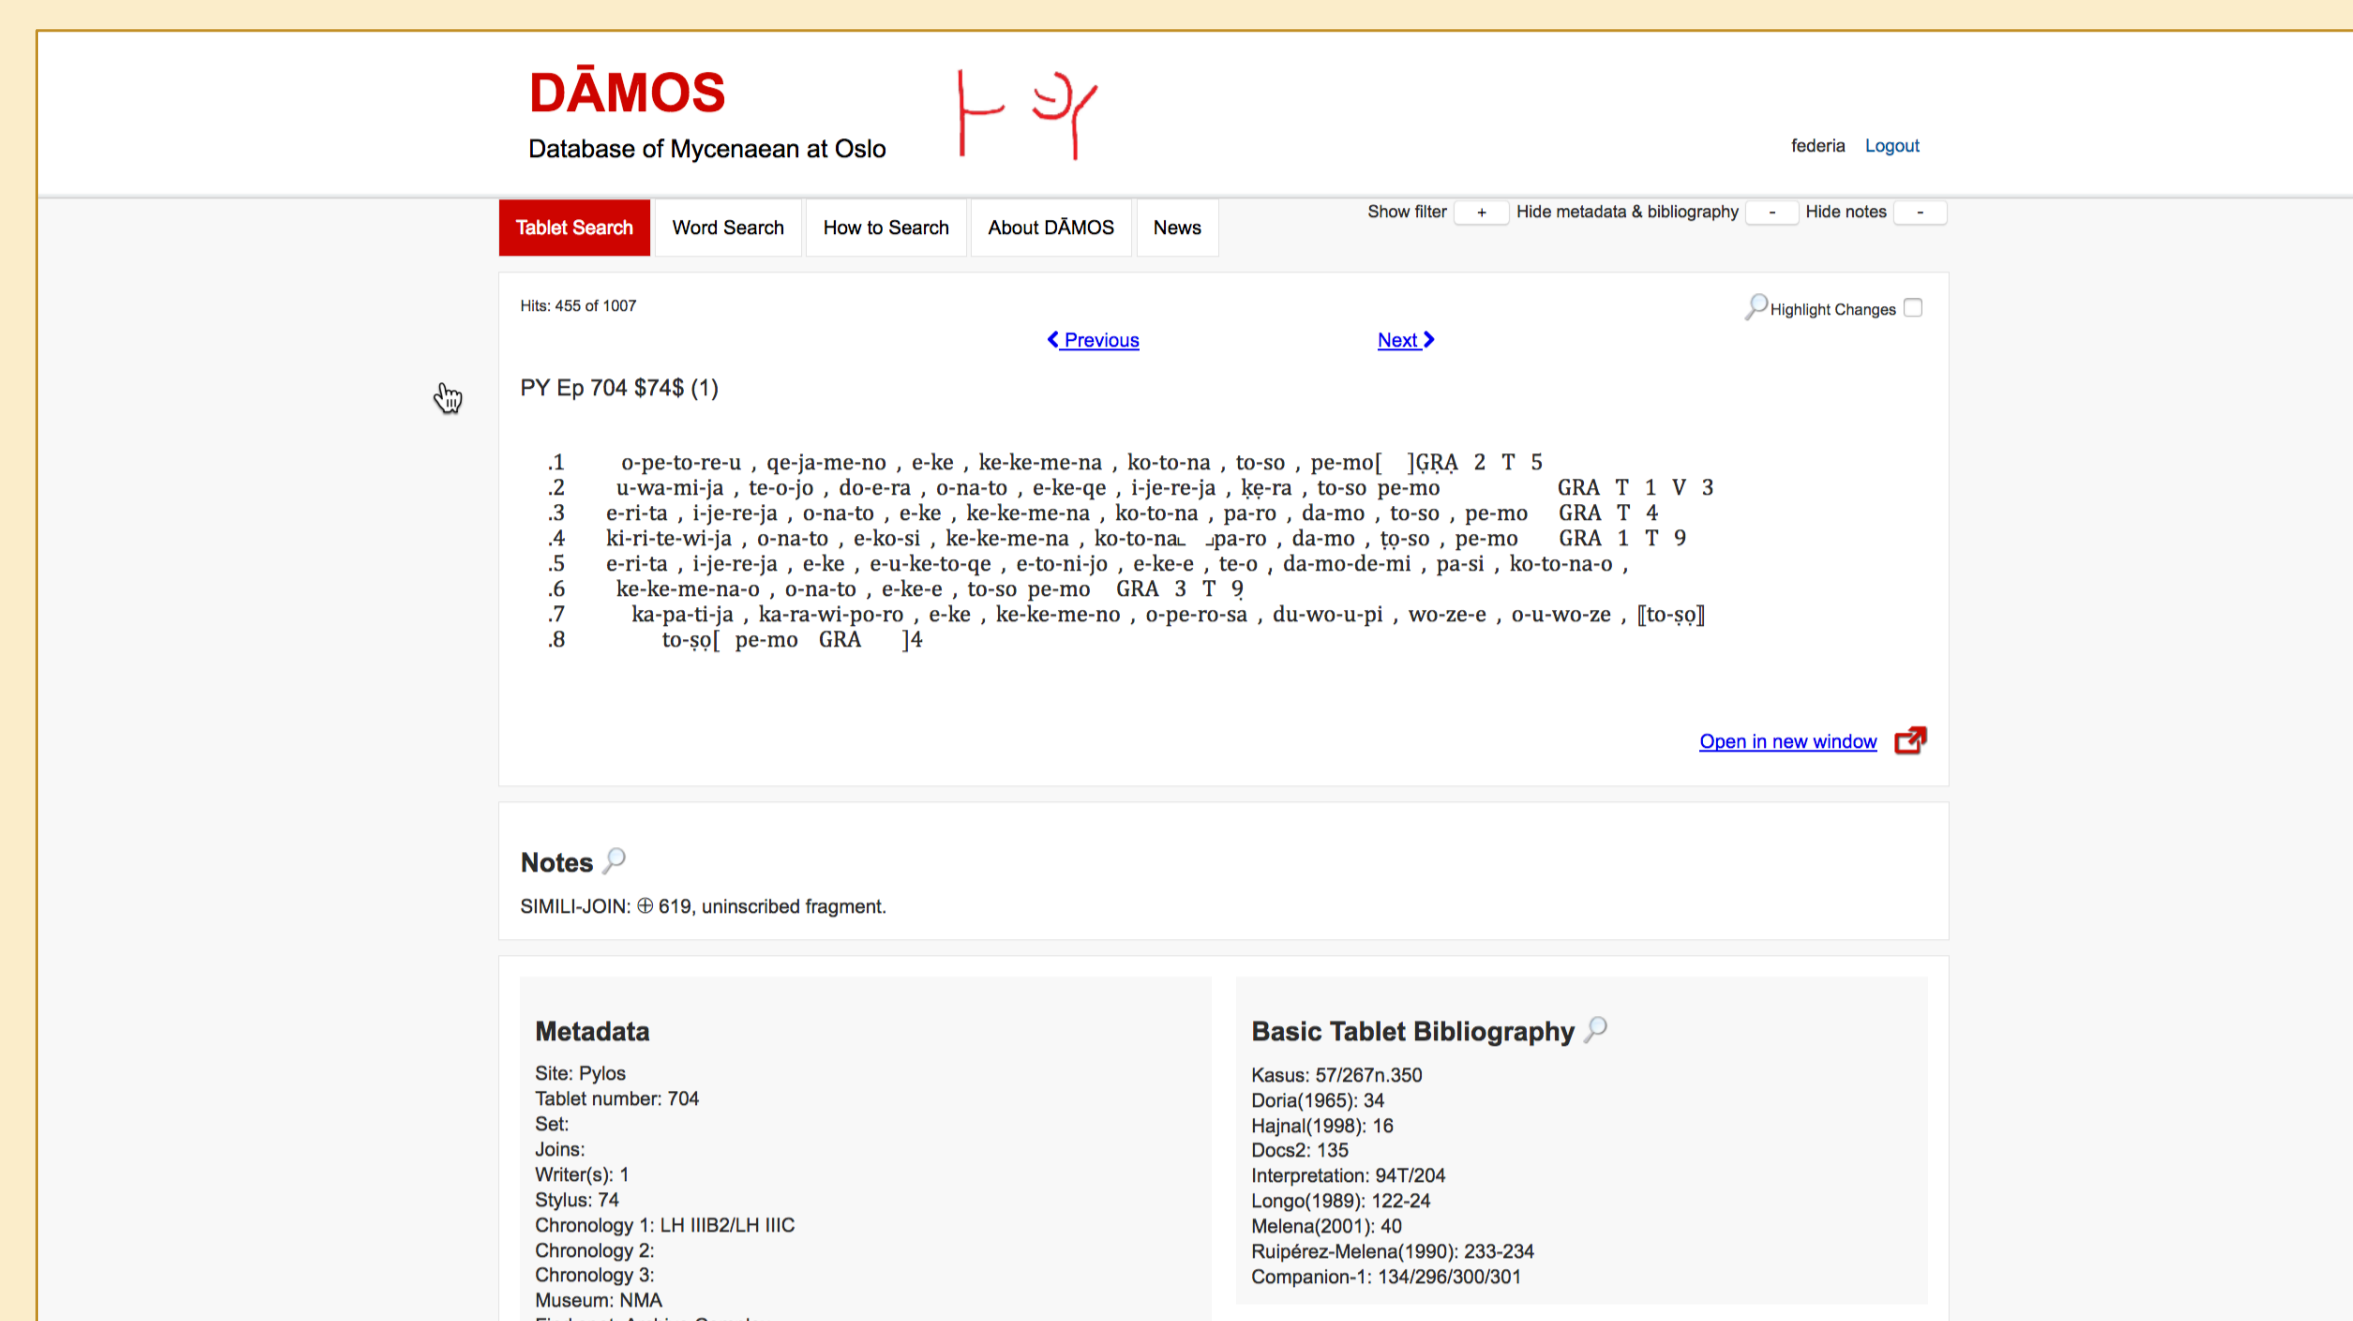 DĀMOS
Database of Mycenaean at Oslo
federia Logout
Tablet Search Word Search How to Search About DĀMOS News
Show filter + Hide metadata & bibliography - Hide notes -
Hits: 455 of 1007
Highlight Changes
Previous Next
PY Ep 704 $74$ (1)
.1 o-pe-to-re-u , qe-ja-me-no , e-ke , ke-ke-me-na , ko-to-na , to-so , pe-mo[ ]G̣ṚẠ 2 T 5
.2 u-wa-mi-ja , te-o-jo , do-e-ra , o-na-to , e-ke-qe , i-je-re-ja , ḳẹ-ra , to-so pe-mo GRA T 1 V 3
.3 e-ri-ta , i-je-re-ja , o-na-to , e-ke , ke-ke-me-na , ko-to-na , pa-ro , da-mo , to-so , pe-mo GRA T 4
.4 ki-ri-te-wi-ja , o-na-to , e-ko-si , ke-ke-me-na , ko-to-na⌞ ⌟pa-ro , da-mo , ṭọ-so , pe-mo GRA 1 T 9
.5 e-ri-ta , i-je-re-ja , e-ke , e-u-ke-to-qe , e-to-ni-jo , e-ke-e , te-o , da-mo-de-mi , pa-si , ko-to-na-o ,
.6 ke-ke-me-na-o , o-na-to , e-ke-e , to-so pe-mo GRA 3 T 9̣
.7 ka-pa-ti-ja , ka-ra-wi-po-ro , e-ke , ke-ke-me-no , o-pe-ro-sa , du-wo-u-pi , wo-ze-e , o-u-wo-ze , ⟦to-ṣọ⟧
.8 to-ṣọ[ pe-mo GRA ]4
Open in new window
Notes
SIMILI-JOIN: ⊕ 619, uninscribed fragment.
Metadata
Site: Pylos
Tablet number: 704
Set:
Joins:
Writer(s): 1
Stylus: 74
Chronology 1: LH IIIB2/LH IIIC
Chronology 2:
Chronology 3:
Museum: NMA
Basic Tablet Bibliography
Kasus: 57/267n.350
Doria(1965): 34
Hajnal(1998): 16
Docs2: 135
Interpretation: 94T/204
Longo(1989): 122-24
Melena(2001): 40
Ruipérez-Melena(1990): 233-234
Companion-1: 134/296/300/301